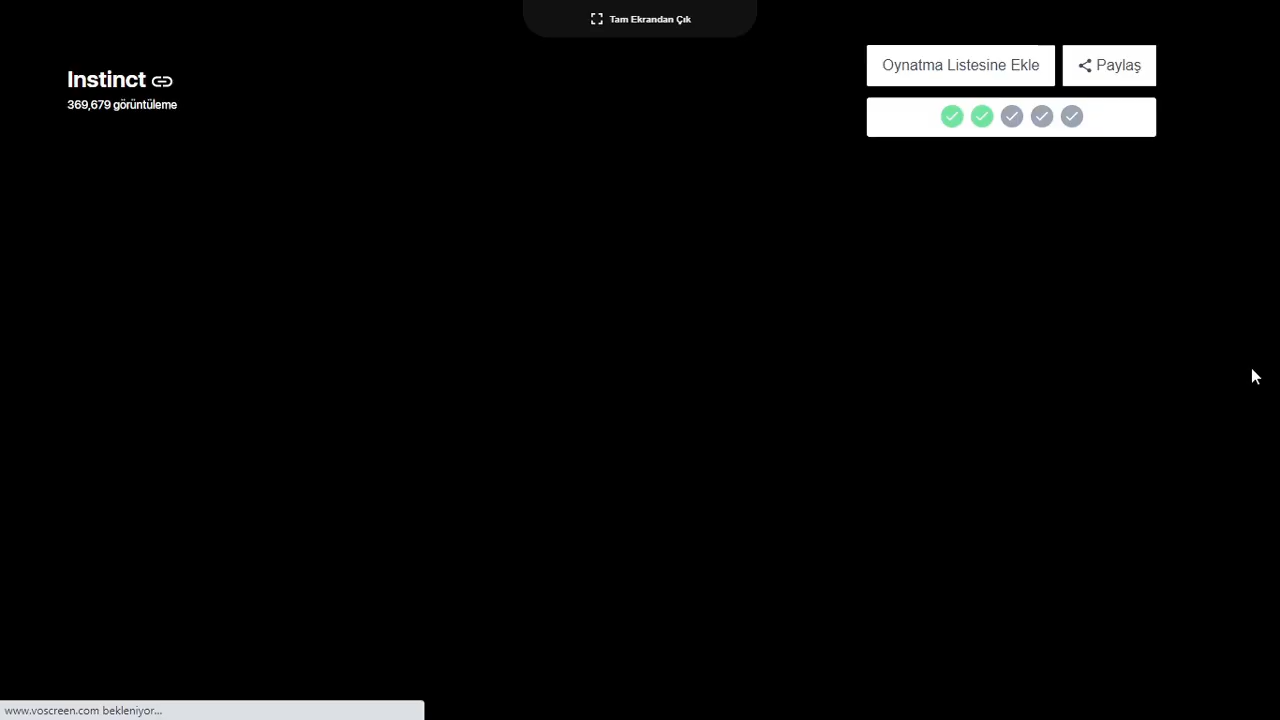 Tam Ekrandan Çık
Instinct
369,679 görüntüleme
Oynatma Listesine Ekle
Paylaş
www.voscreen.com bekleniyor...